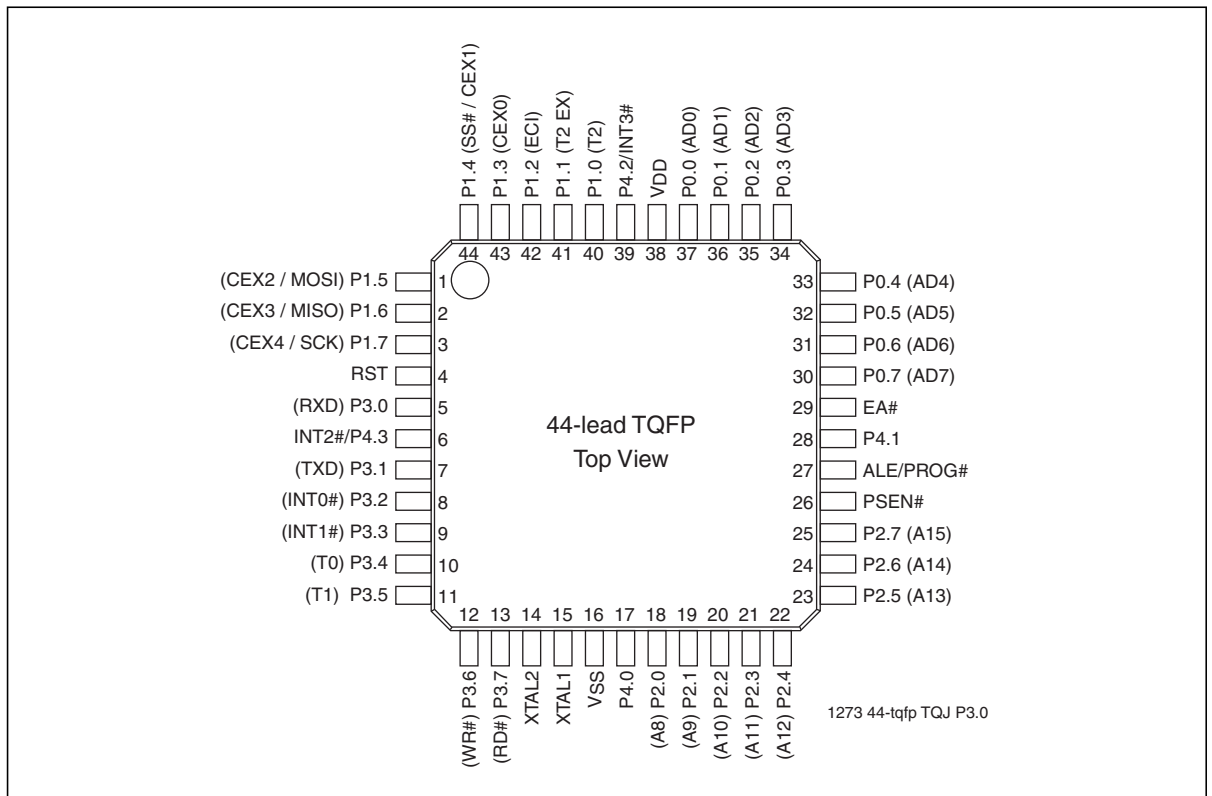 P1.4 (SS# / CEX1)
P1.3 (CEX0)
P1.2 (ECI)
P1.1 (T2 EX)
P1.0 (T2)
P4.2/INT3#
VDD
P0.0 (AD0)
P0.1 (AD1)
P0.2 (AD2)
P0.3 (AD3)
44 43 42 41 40 39 38 37 36 35 34
(CEX2 / MOSI) P1.5 1
(CEX3 / MISO) P1.6 2
(CEX4 / SCK) P1.7 3
RST 4
(RXD) P3.0 5
INT2#/P4.3 6
(TXD) P3.1 7
(INT0#) P3.2 8
(INT1#) P3.3 9
(T0) P3.4 10
(T1) P3.5 11
44-lead TQFP
Top View
33 P0.4 (AD4)
32 P0.5 (AD5)
31 P0.6 (AD6)
30 P0.7 (AD7)
29 EA#
28 P4.1
27 ALE/PROG#
26 PSEN#
25 P2.7 (A15)
24 P2.6 (A14)
23 P2.5 (A13)
12 13 14 15 16 17 18 19 20 21 22
(WR#) P3.6
(RD#) P3.7
XTAL2
XTAL1
VSS
P4.0
(A8) P2.0
(A9) P2.1
(A10) P2.2
(A11) P2.3
(A12) P2.4
1273 44-tqfp TQJ P3.0